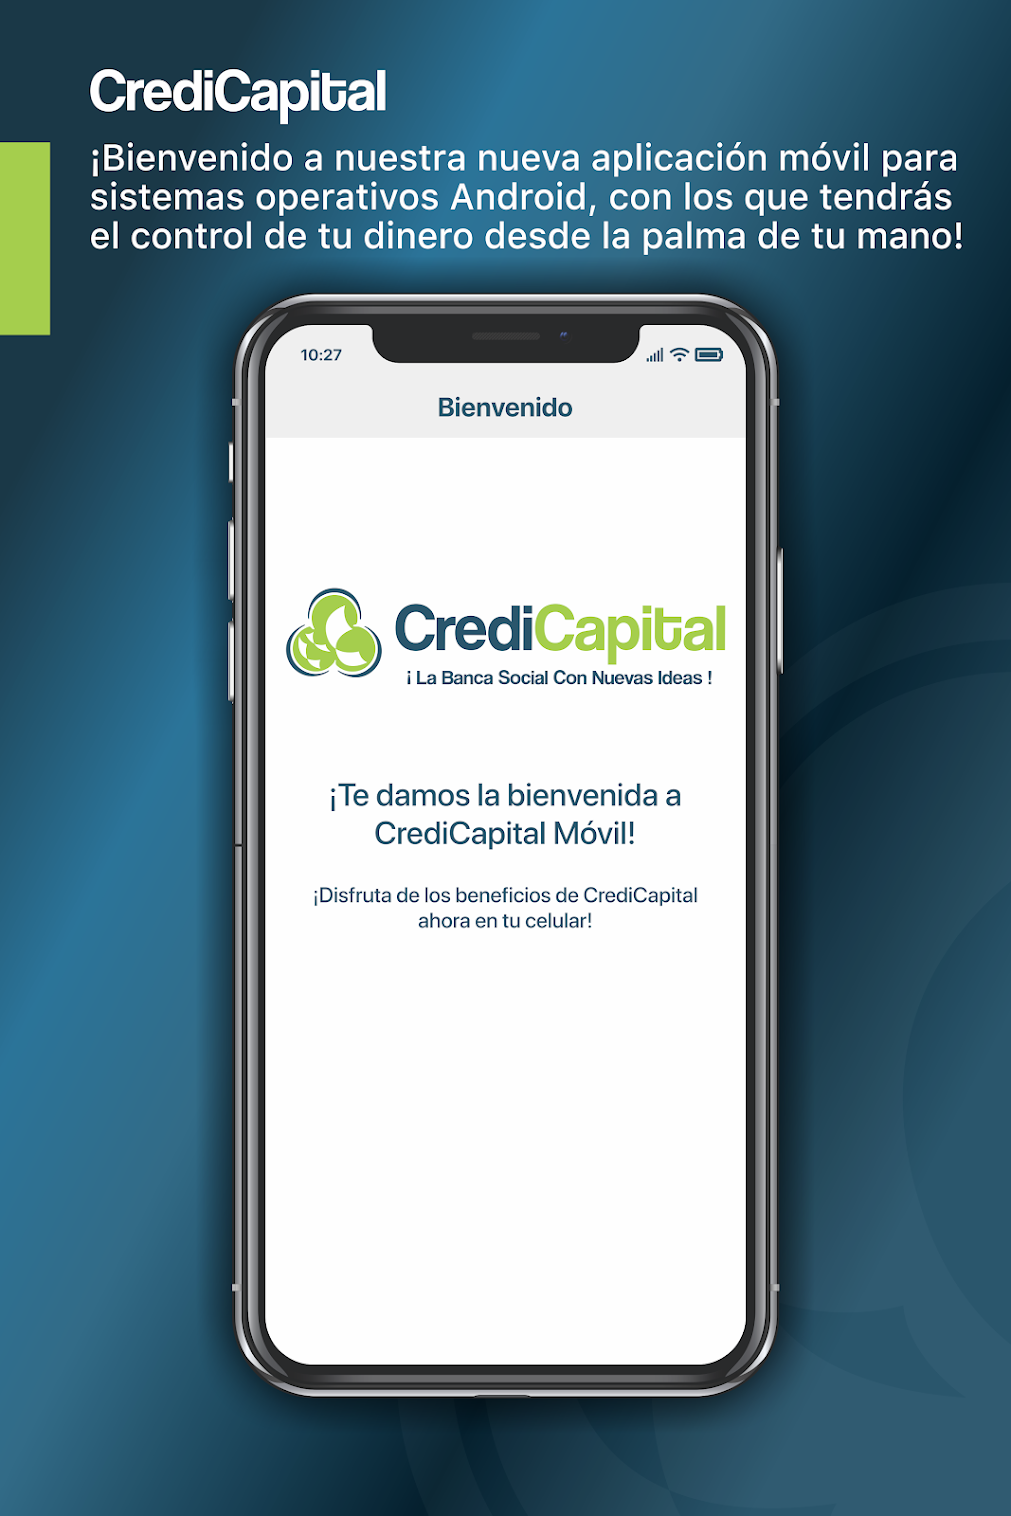 CrediCapital
¡Bienvenido a nuestra nueva aplicación móvil para
sistemas operativos Android, con los que tendrás
el control de tu dinero desde la palma de tu mano!
10:27
Bienvenido
CrediCapital
¡ La Banca Social Con Nuevas Ideas !
¡Te damos la bienvenida a
CrediCapital Móvil!
¡Disfruta de los beneficios de CrediCapital
ahora en tu celular!